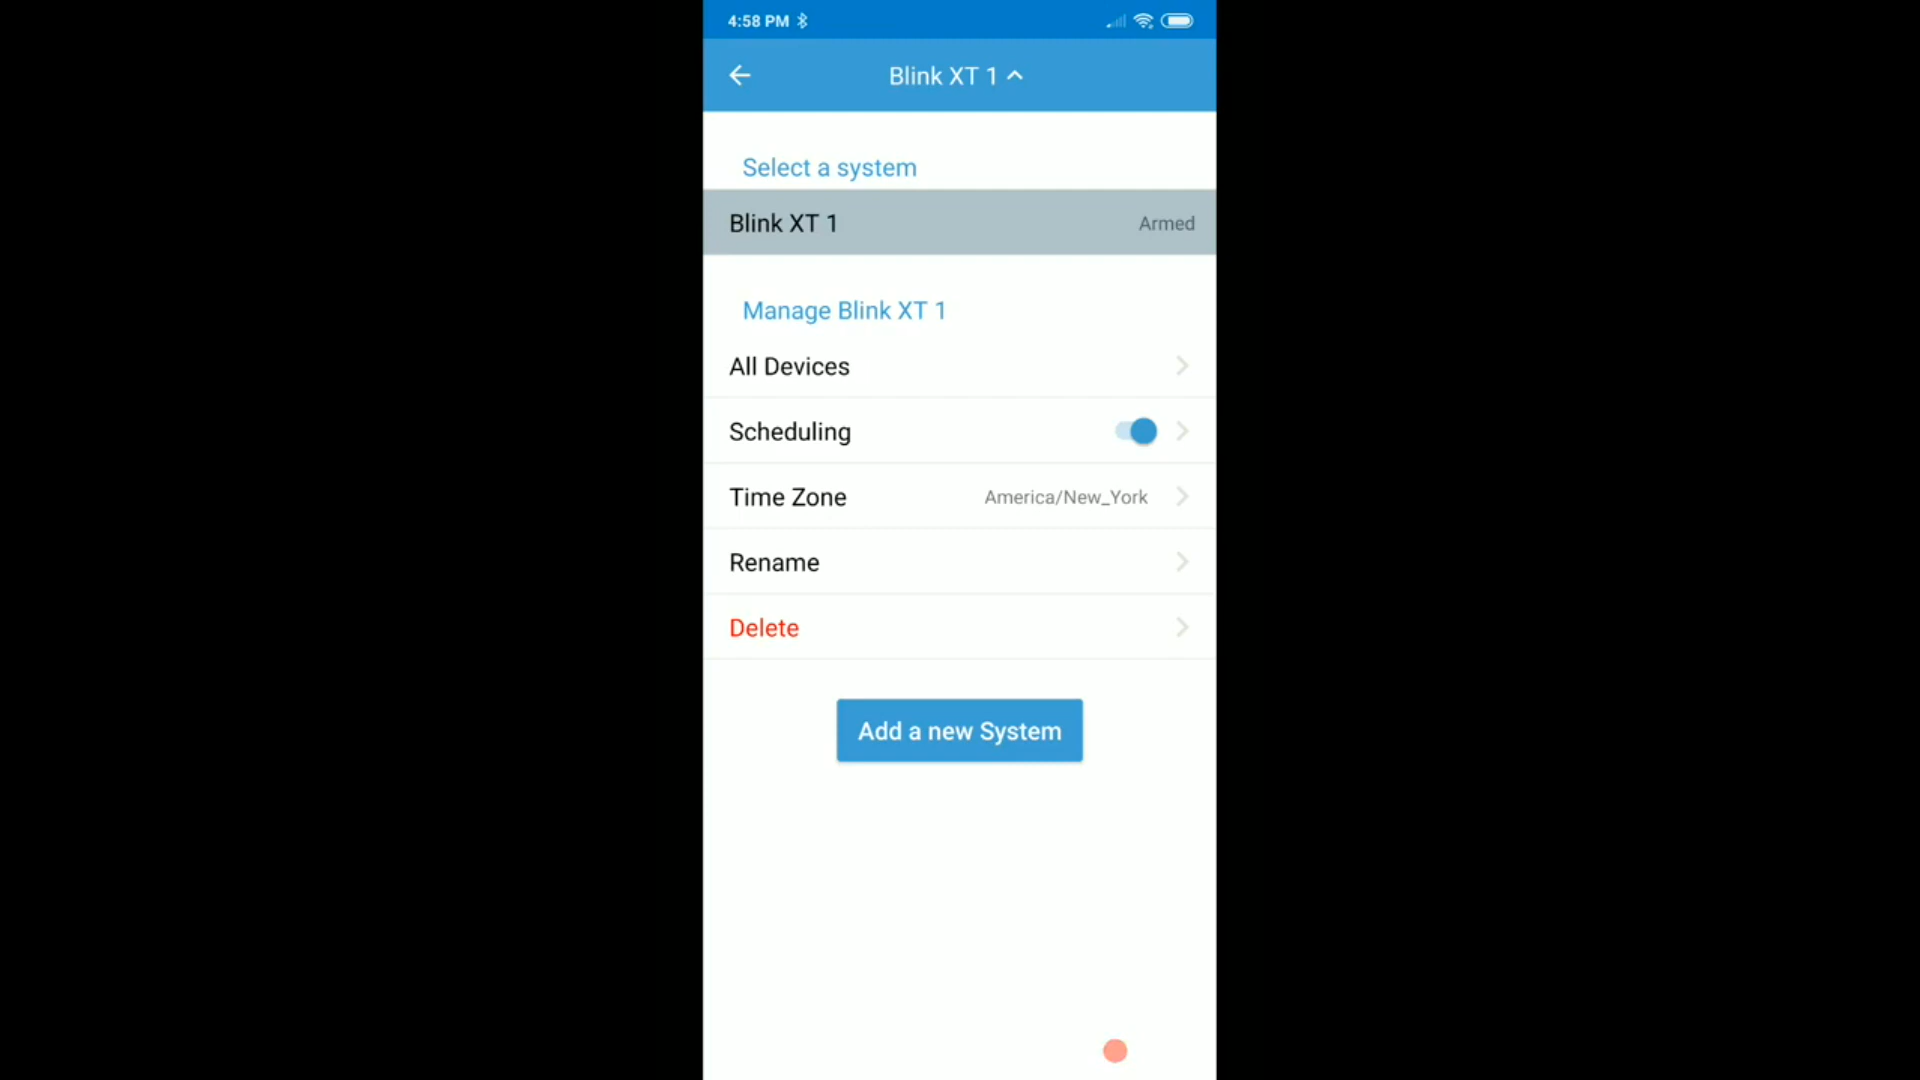 4:58 PM
Blink XT 1
Select a system
Blink XT 1 Armed
Manage Blink XT 1
All Devices
Scheduling
Time Zone America/New_York
Rename
Delete
Add a new System